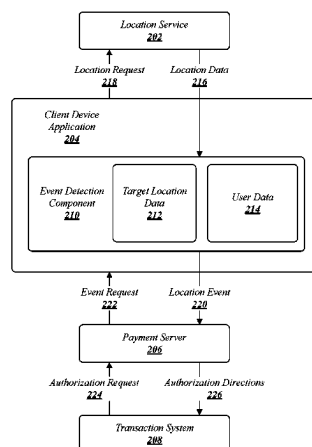 Location Service
202
Location Request
218
Location Data
216
Client Device
Application
204
Event Detection
Component
210
Target Location
Data
212
User Data
214
Event Request
222
Location Event
220
Payment Server
206
Authorization Request
224
Authorization Directions
226
Transaction System
208